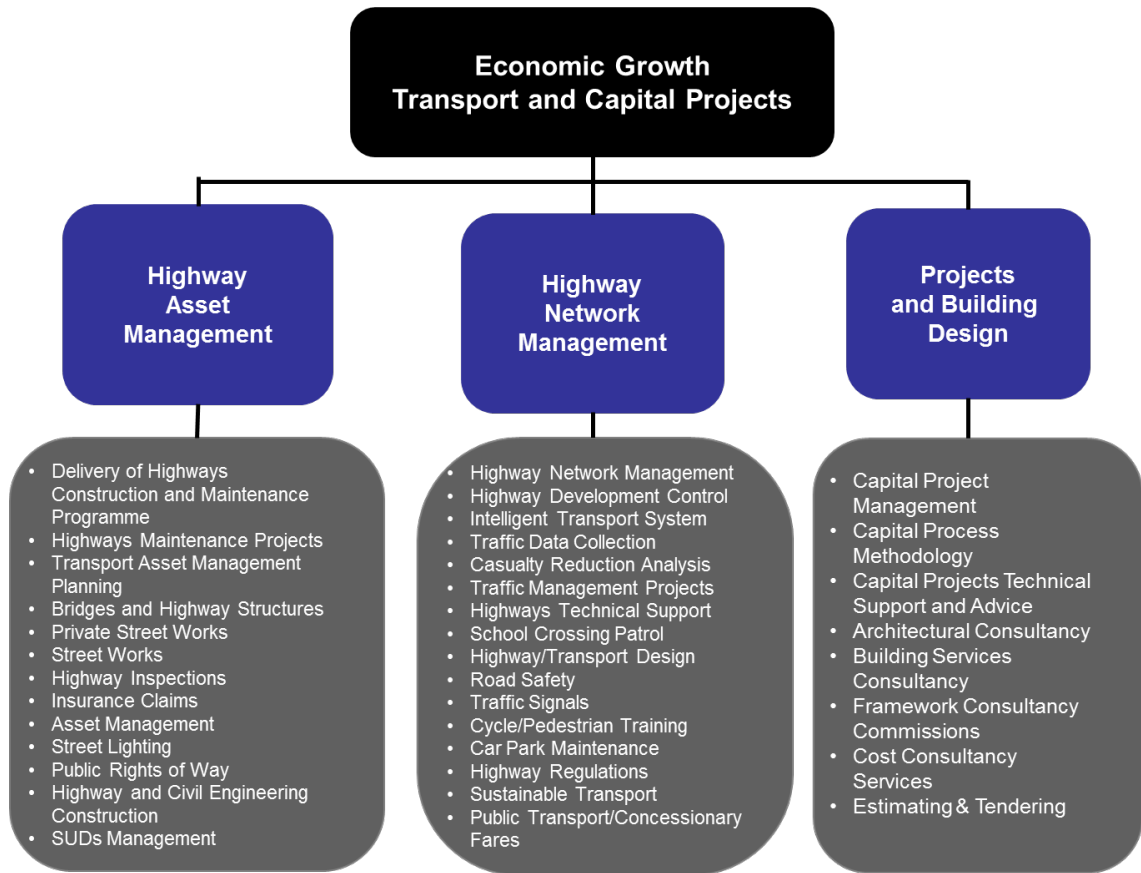 Economic Growth
Transport and Capital Projects
Highway
Asset
Management
• Delivery of Highways
Construction and Maintenance
Programme
• Highways Maintenance Projects
• Transport Asset Management
Planning
• Bridges and Highway Structures
• Private Street Works
• Street Works
• Highway Inspections
• Insurance Claims
• Asset Management
• Street Lighting
• Public Rights of Way
• Highway and Civil Engineering
Construction
• SUDs Management
Highway
Network
Management
• Highway Network Management
• Highway Development Control
• Intelligent Transport System
• Traffic Data Collection
• Casualty Reduction Analysis
• Traffic Management Projects
• Highways Technical Support
• School Crossing Patrol
• Highway/Transport Design
• Road Safety
• Traffic Signals
• Cycle/Pedestrian Training
• Car Park Maintenance
• Highway Regulations
• Sustainable Transport
• Public Transport/Concessionary
Fares
Projects
and Building
Design
• Capital Project
Management
• Capital Process
Methodology
• Capital Projects Technical
Support and Advice
• Architectural Consultancy
• Building Services
Consultancy
• Framework Consultancy
Commissions
• Cost Consultancy
Services
• Estimating & Tendering